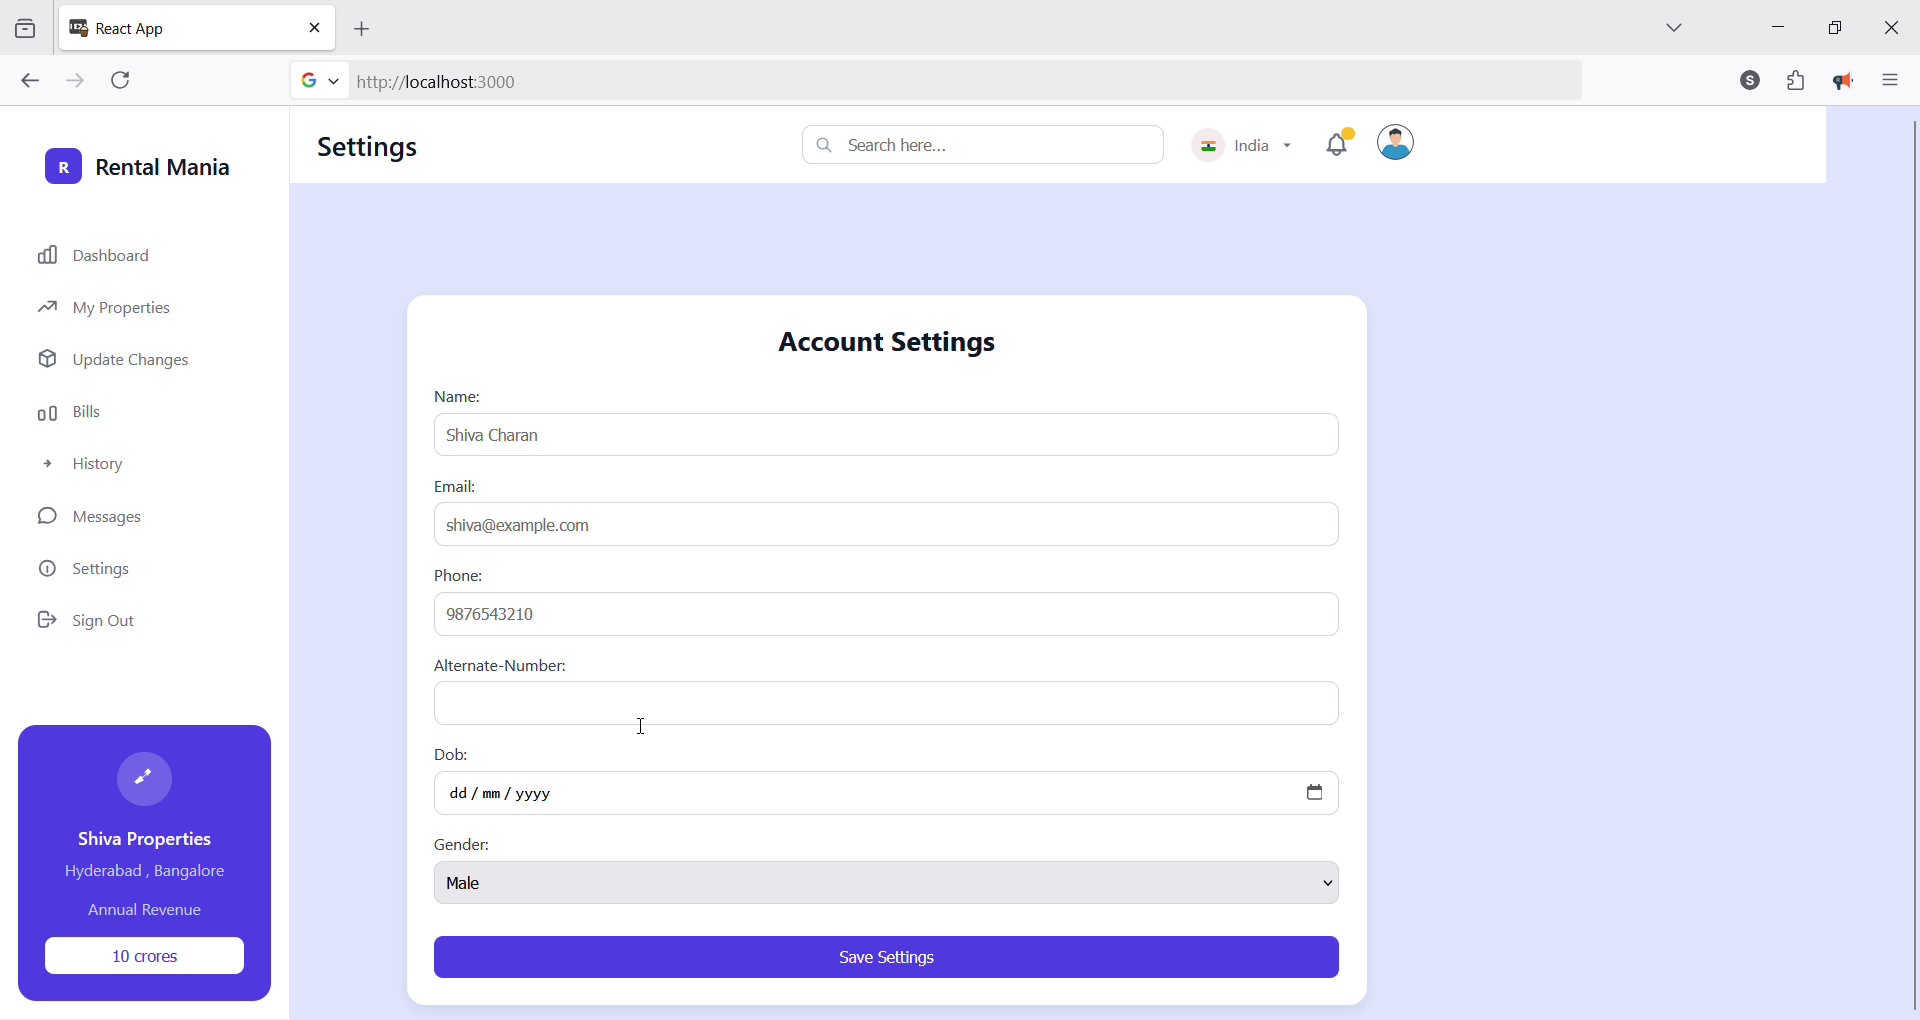 React App
http://localhost:3000
S
R Rental Mania
Dashboard
My Properties
Update Changes
Bills
History
Messages
Settings
Sign Out
Shiva Properties
Hyderabad , Bangalore
Annual Revenue
10 crores
Settings
Search here...
India
Account Settings
Name:
Shiva Charan
Email:
shiva@example.com
Phone:
9876543210
Alternate-Number:
Dob:
dd / mm / yyyy
Gender:
Male
Save Settings